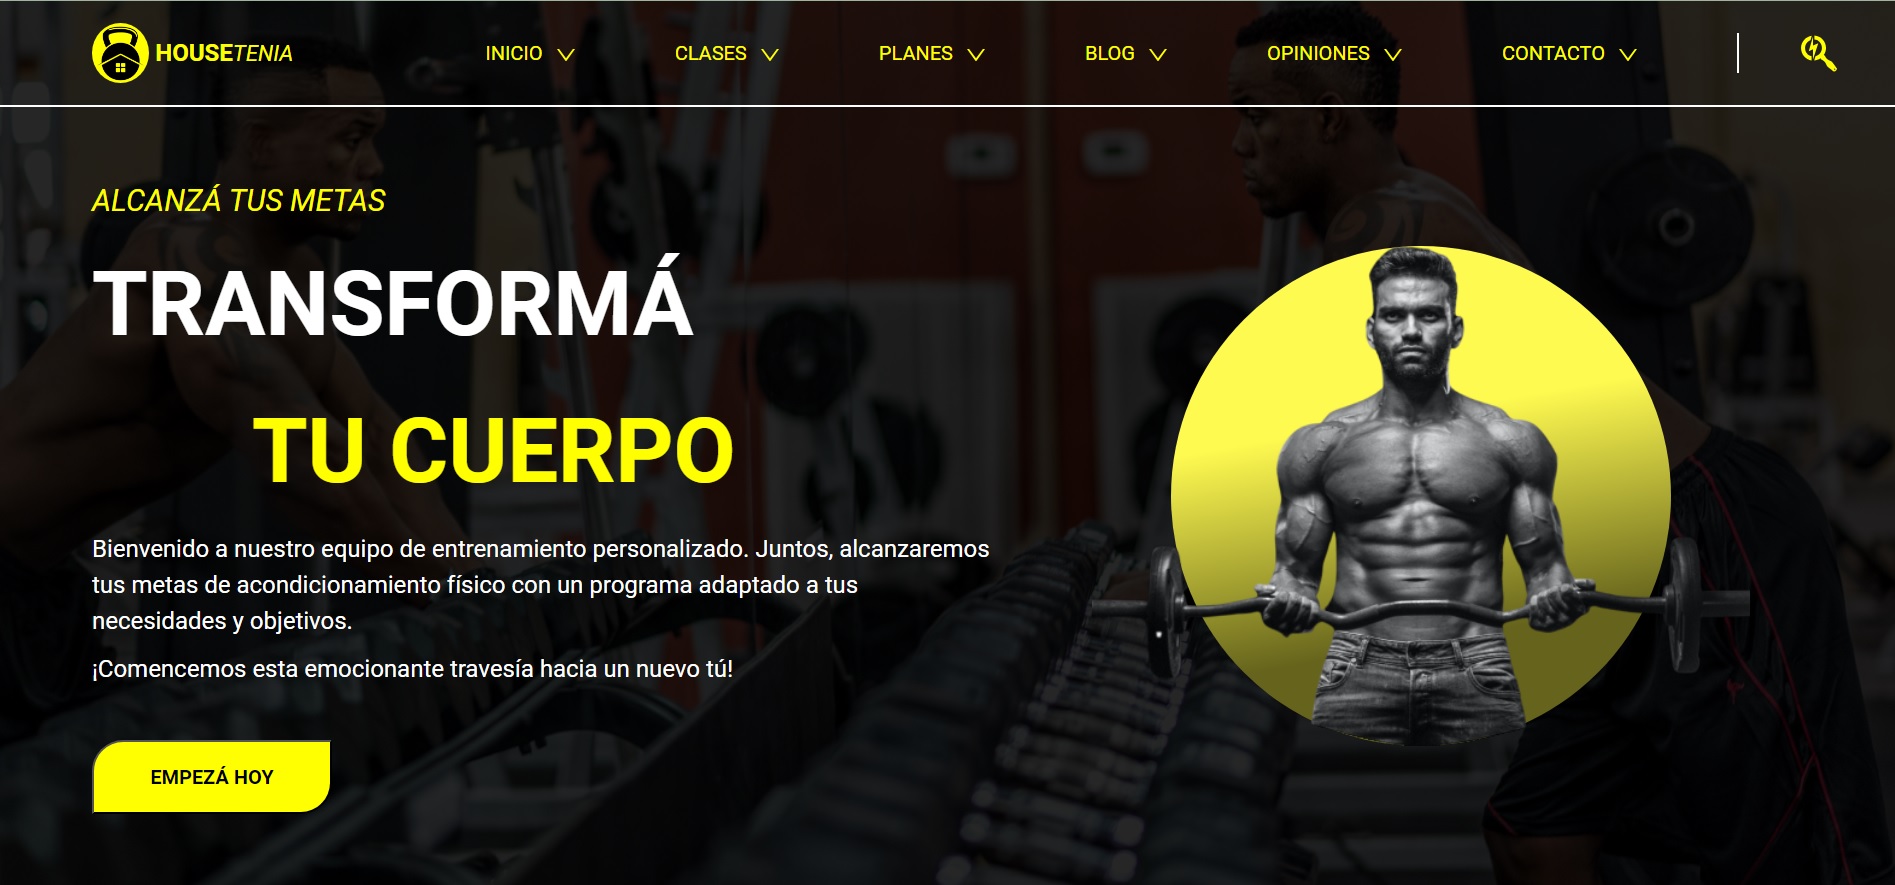 HOUSETENIA
INICIO
CLASES
PLANES
BLOG
OPINIONES
CONTACTO
ALCANZÁ TUS METAS
TRANSFORMÁ
TU CUERPO
Bienvenido a nuestro equipo de entrenamiento personalizado. Juntos, alcanzaremos
tus metas de acondicionamiento físico con un programa adaptado a tus
necesidades y objetivos.
¡Comencemos esta emocionante travesía hacia un nuevo tú!
EMPEZÁ HOY